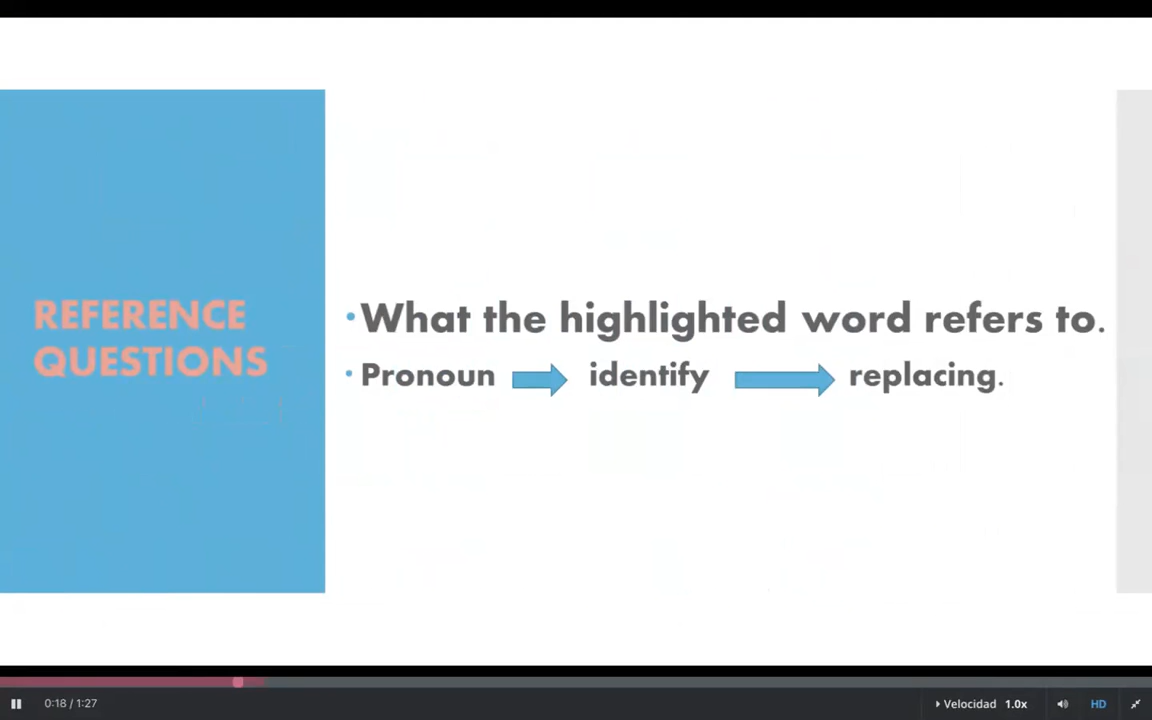 REFERENCE
QUESTIONS
•What the highlighted word refers to.
•Pronoun identify replacing.
0:18 / 1:27
Velocidad 1.0x
HD